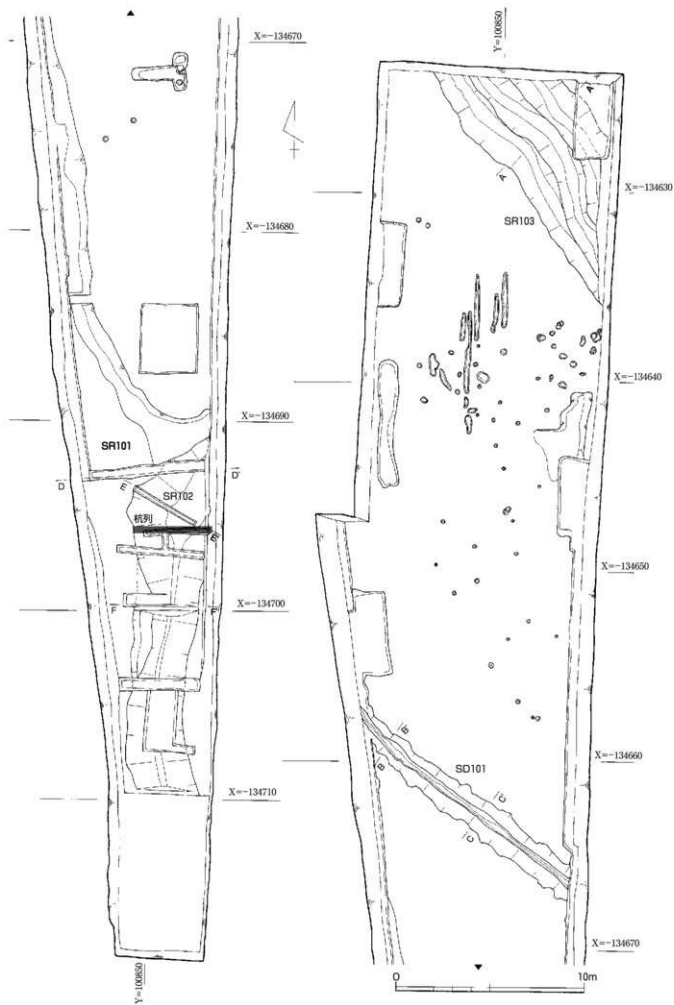 X=-134670
X=-134680
X=-134690
SR101
D
D'
E
SR102
杭列
E'
F
F'
X=-134700
X=-134710
Y=100850
Y=100850
A'
A
X=-134630
SR103
X=-134640
X=-134650
X=-134660
B'
B
SD101
C'
C
X=-134670
0
10m